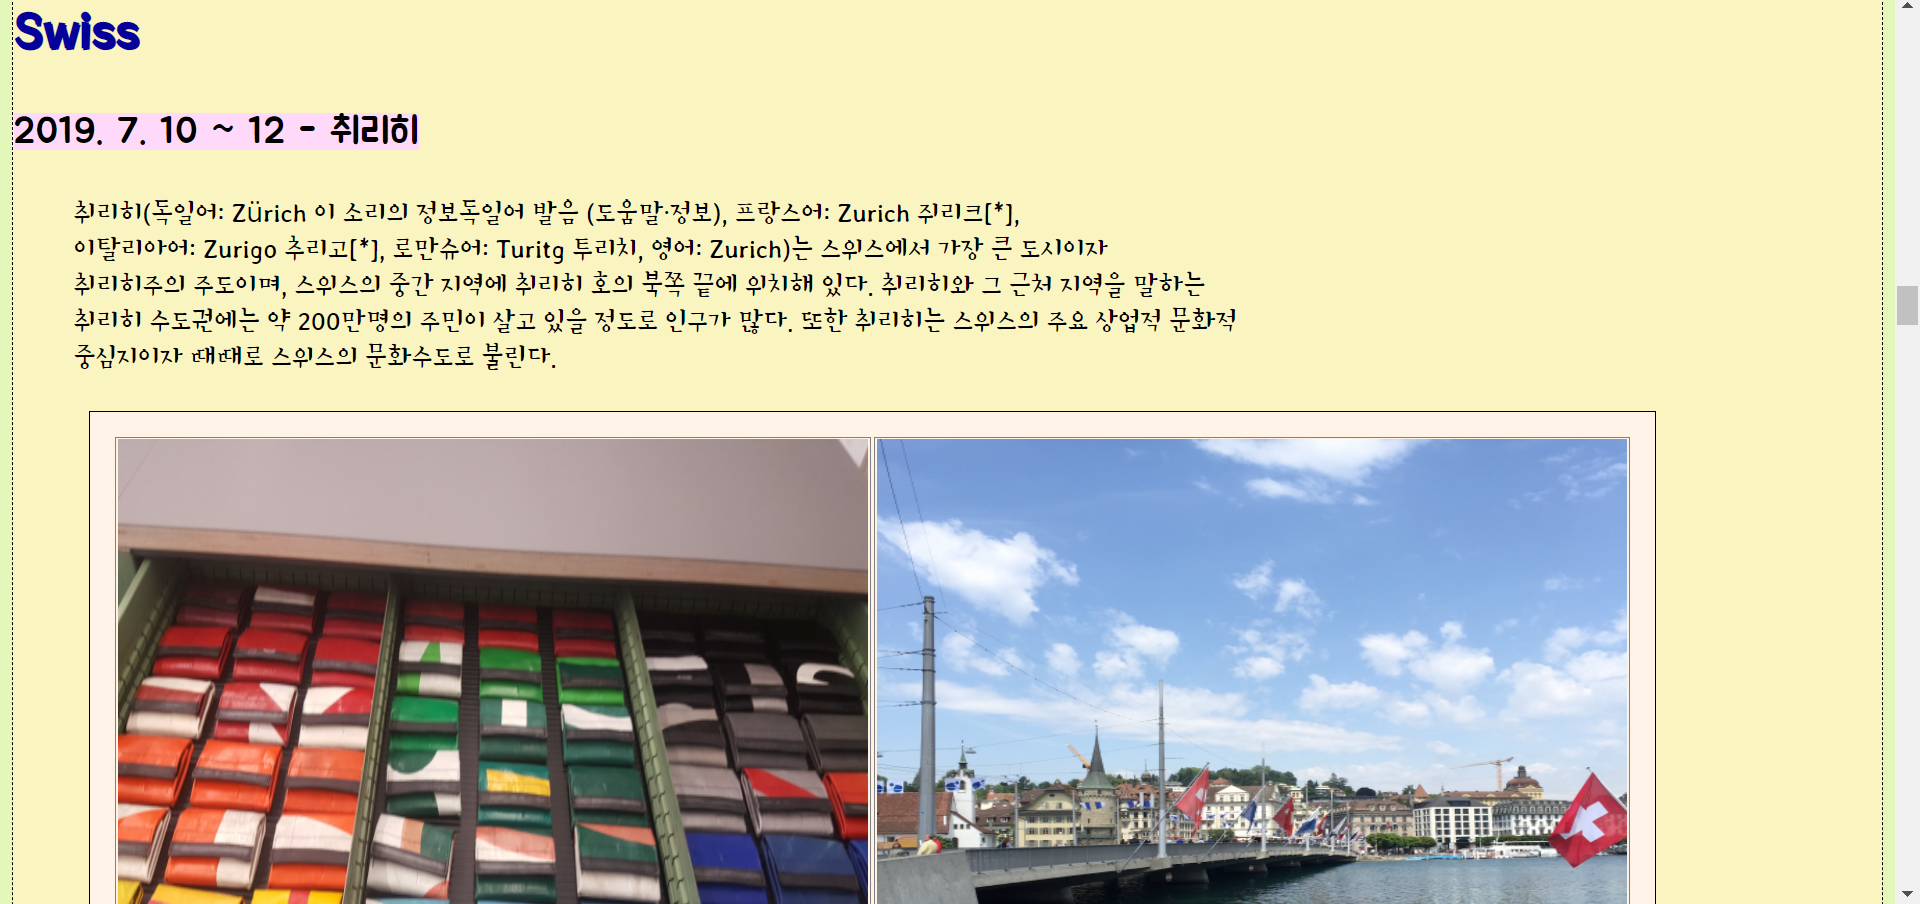 Swiss
2019. 7. 10 ~ 12 - 취리히
취리히(독일어: ZÜrich 이 소리의 정보독일어 발음 (도움말·정보), 프랑스어: Zurich 쥐리크[*],
이탈리아어: Zurigo 추리고[*], 로만슈어: Turitg 투리치, 영어: Zurich)는 스위스에서 가장 큰 도시이자
취리히주의 주도이며, 스위스의 중간 지역에 취리히 호의 북쪽 끝에 위치해 있다. 취리히와 그 근처 지역을 말하는
취리히 수도권에는 약 200만명의 주민이 살고 있을 정도로 인구가 많다. 또한 취리히는 스위스의 주요 상업적 문화적
중심지이자 때때로 스위스의 문화수도로 불린다.